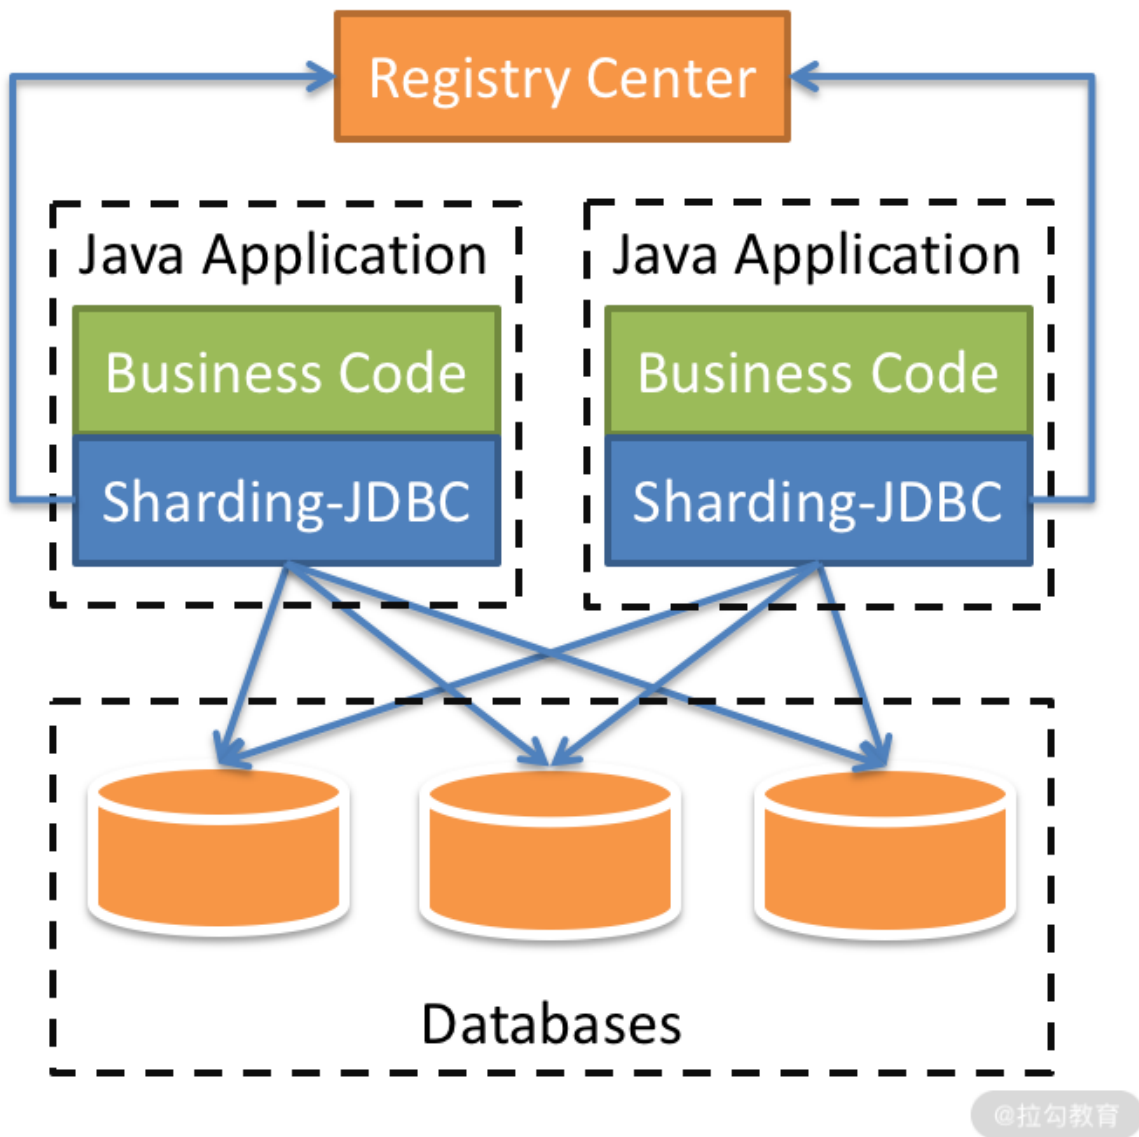 Registry Center
Java Application
Business Code
Sharding-JDBC
Java Application
Business Code
Sharding-JDBC
Databases
@拉勾教育